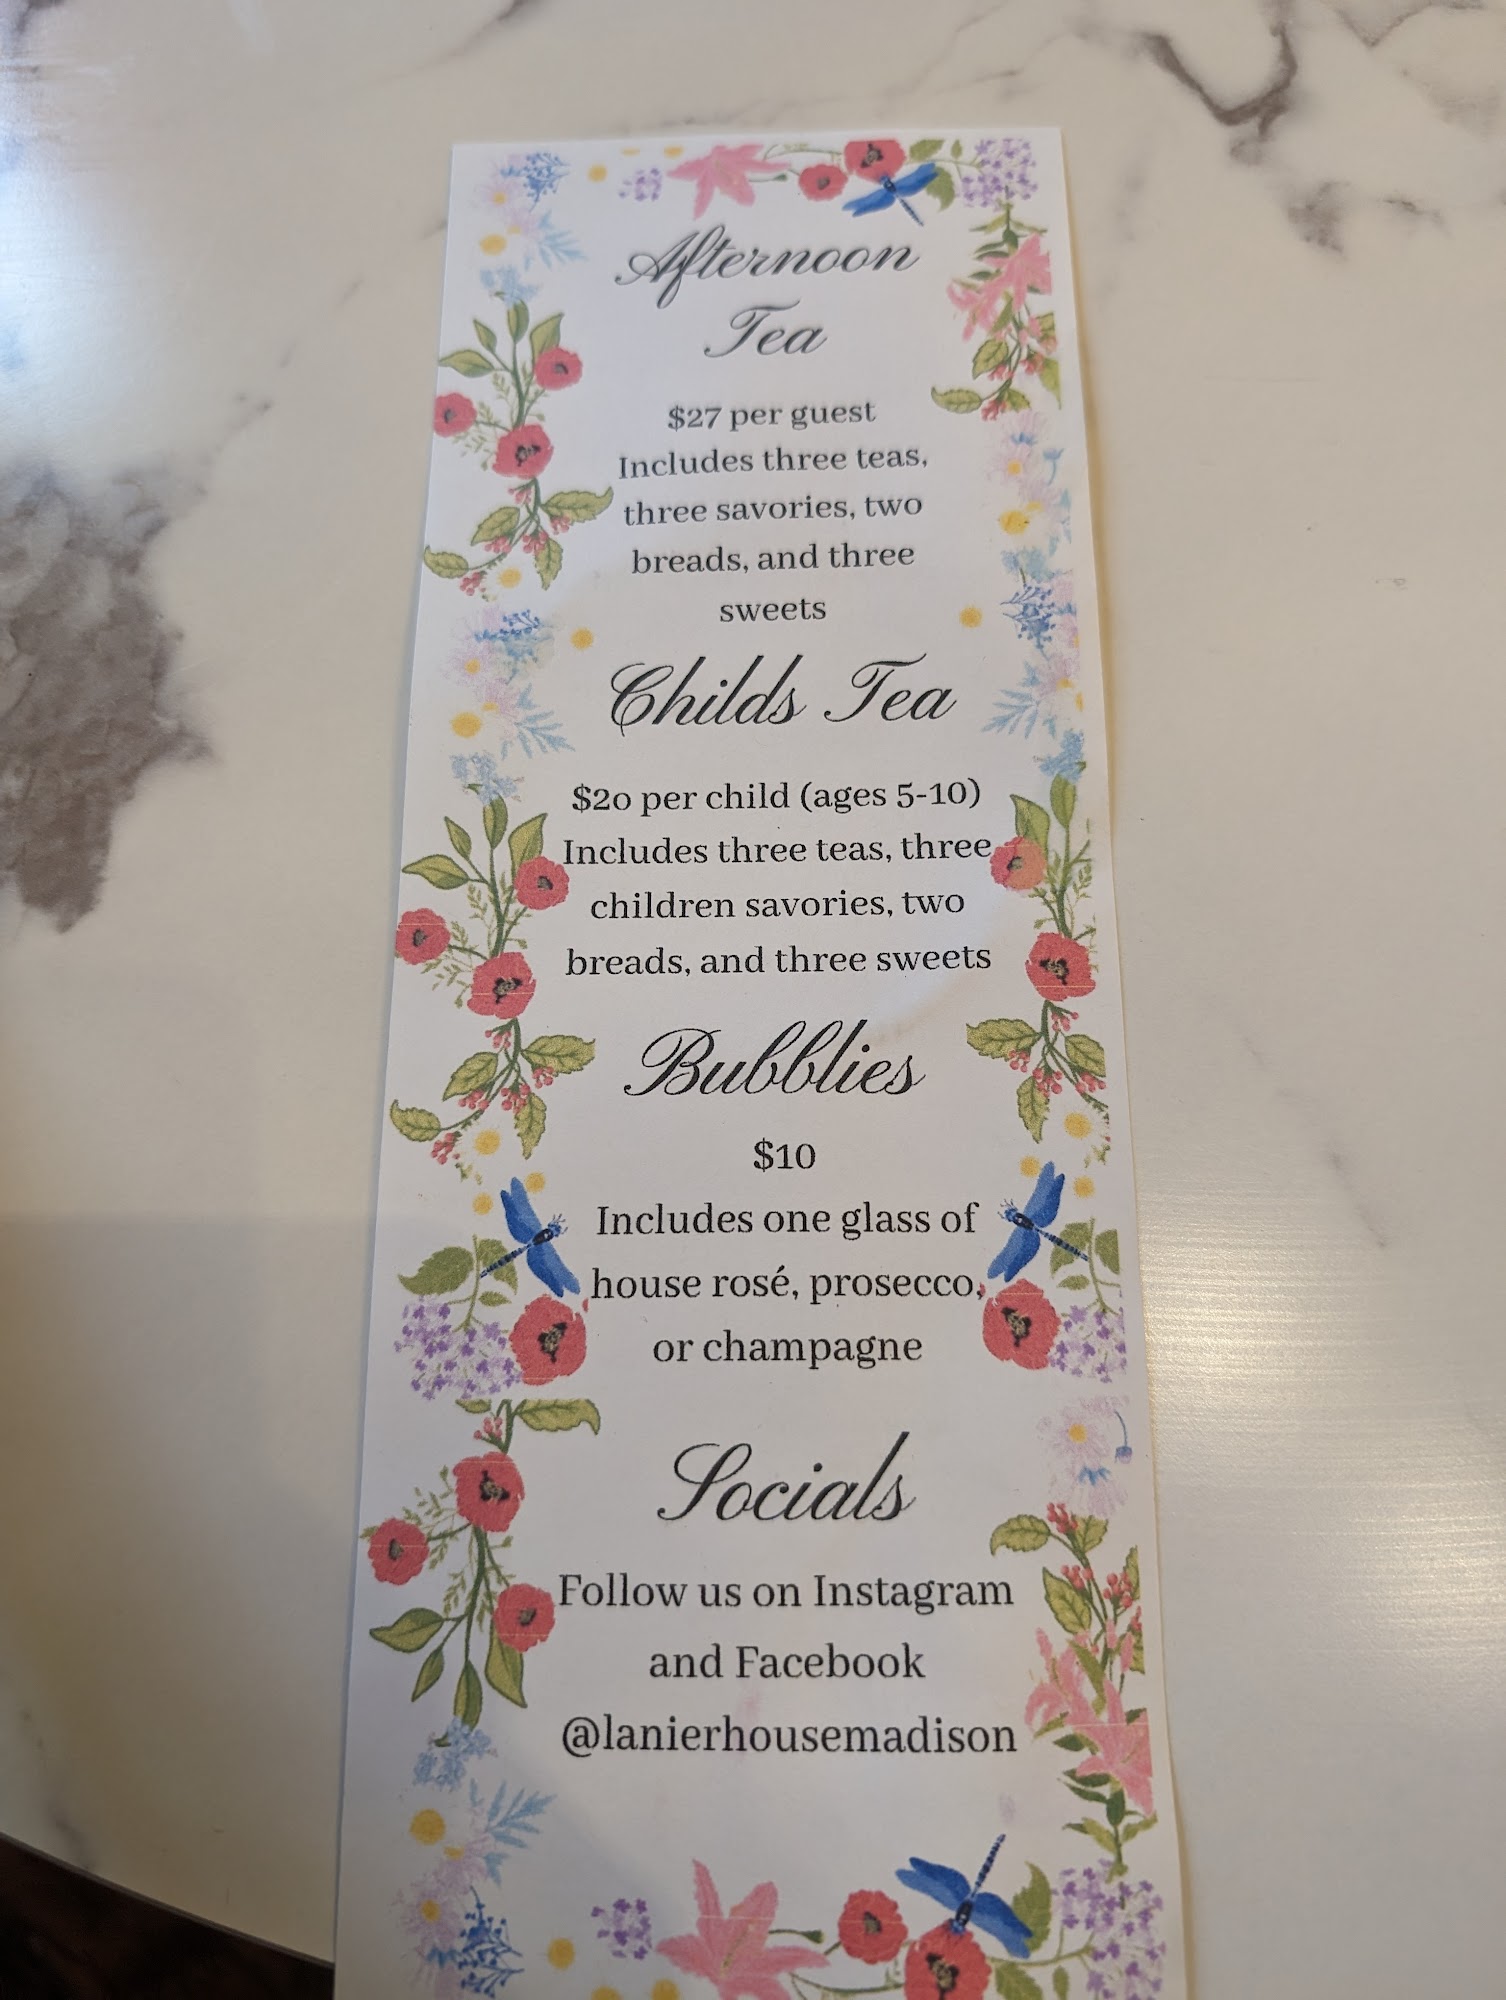 Afternoon
Tea
$27 per guest
Includes three teas,
three savories, two
breads, and three
sweets
Childs Tea
$20 per child (ages 5-10)
Includes three teas, three
children savories, two
breads, and three sweets
Bubblies
$10
Includes one glass of
house rosé, prosecco,
or champagne
Socials
Follow us on Instagram
and Facebook
@lanierhousemadison